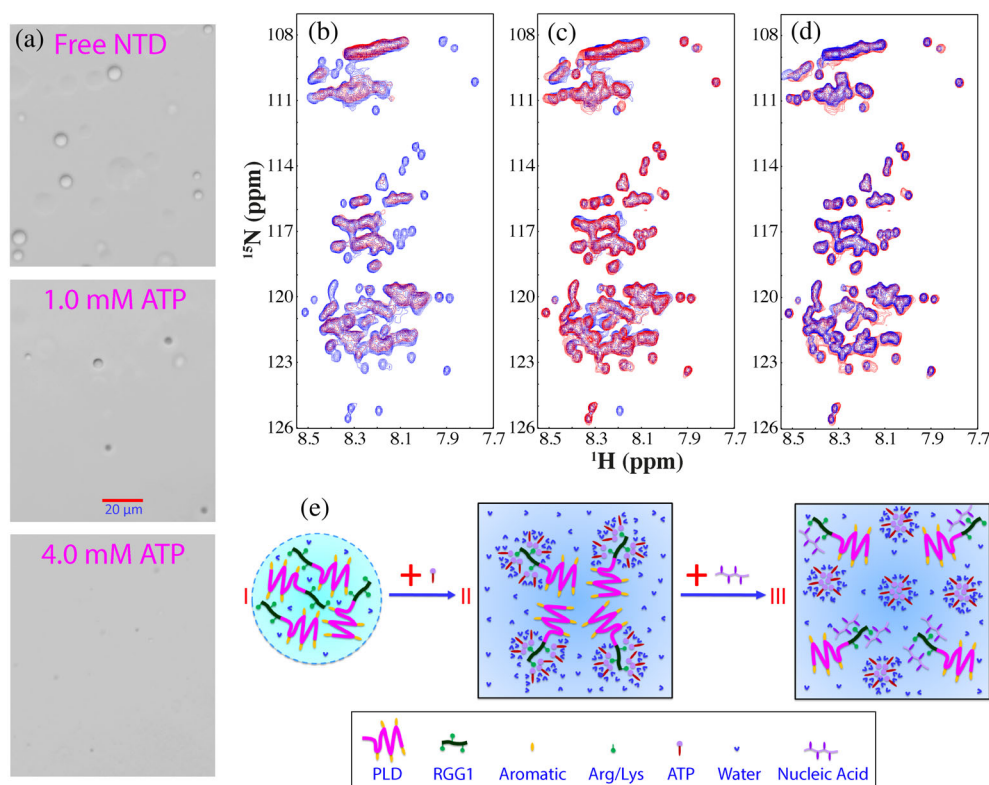 (a)
Free NTD
1.0 mM ATP
20 μm
4.0 mM ATP
(b)
(c)
(d)
108
111
114
117
120
123
126
108
111
114
117
120
123
126
108
111
114
117
120
123
126
¹⁵N (ppm)
8.5 8.3 8.1 7.9 7.7
8.5 8.3 8.1 7.9 7.7
8.5 8.3 8.1 7.9 7.7
¹H (ppm)
(e)
I
+
II
+
III
PLD RGG1 Aromatic Arg/Lys ATP Water Nucleic Acid